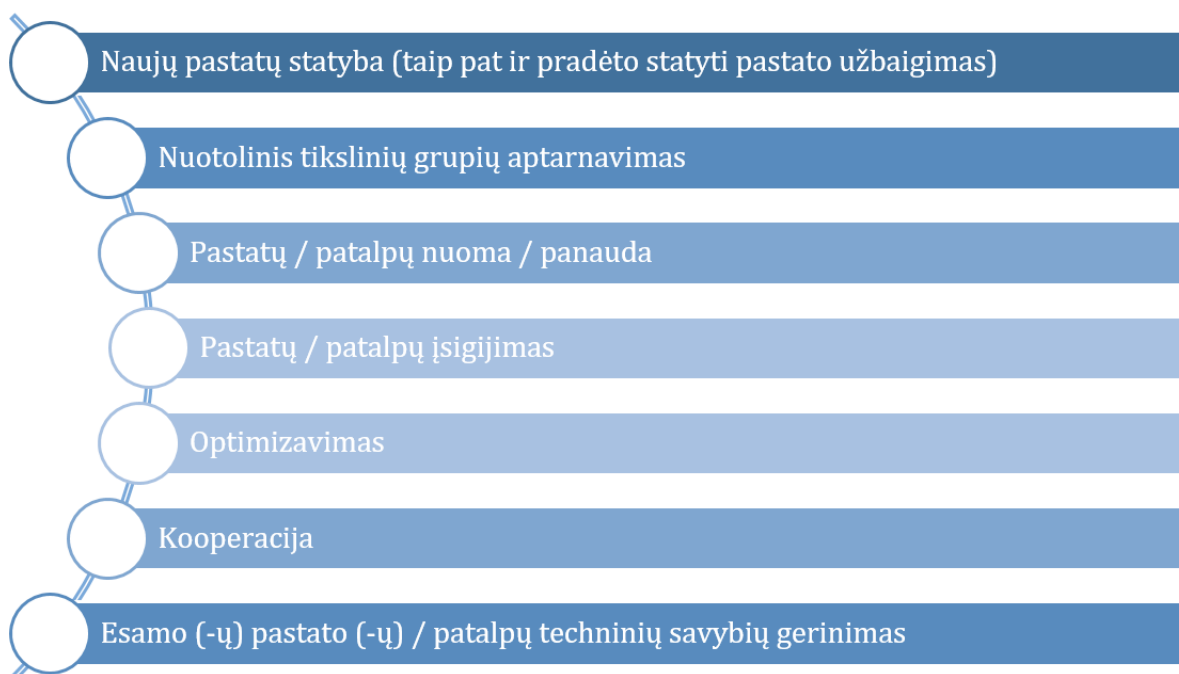 Naujų pastatų statyba (taip pat ir pradėto statyti pastato užbaigimas)
Nuotolinis tikslinių grupių aptarnavimas
Pastatų / patalpų nuoma / panauda
Pastatų / patalpų įsigijimas
Optimizavimas
Kooperacija
Esamo (-ų) pastato (-ų) / patalpų techninių savybių gerinimas